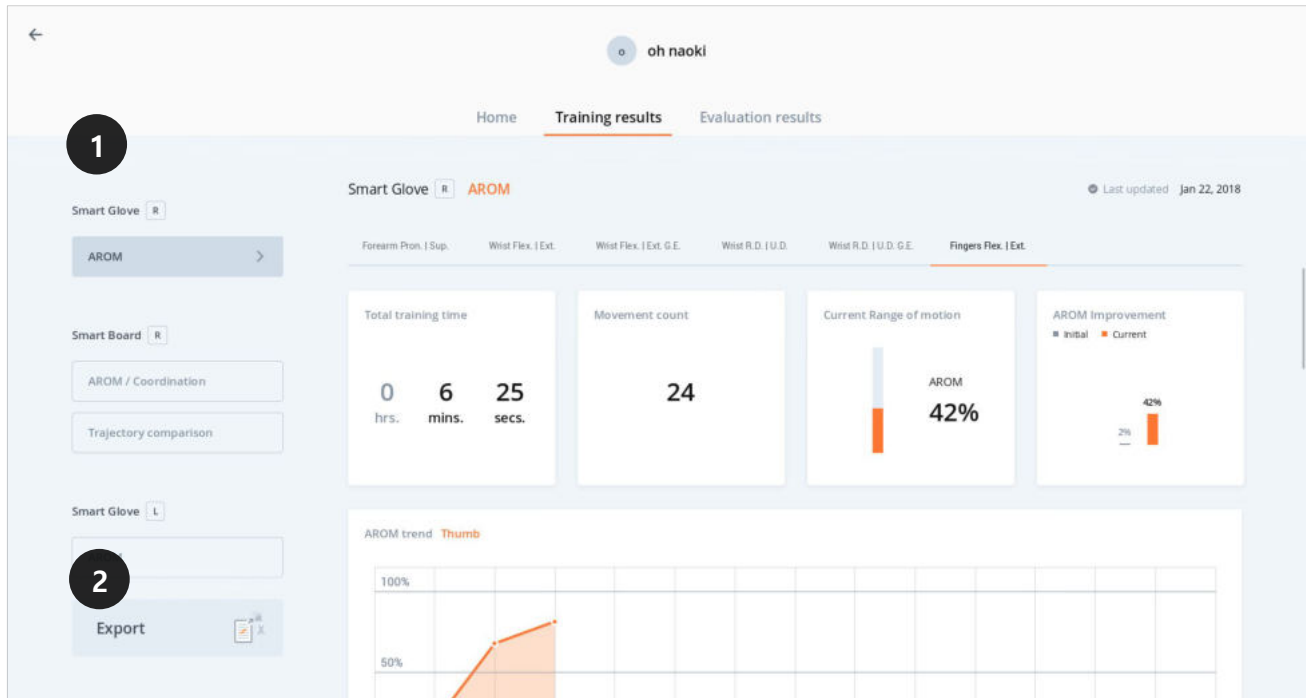 oh naoki
Home Training results Evaluation results
1
Smart Glove R
AROM
Smart Board R
AROM / Coordination
Trajectory comparison
Smart Glove L
2
Export
Smart Glove R AROM
Last updated Jan 22, 2018
Forearm Pron. | Sup. Wrist Flex. | Ext. Wrist Flex. | Ext. G.E. Wrist R.D. | U.D. Wrist R.D. | U.D. G.E. Fingers Flex. | Ext.
Total training time
0 6 25
hrs. mins. secs.
Movement count
24
Current Range of motion
AROM
42%
AROM Improvement
Initial Current
42%
2%
AROM trend Thumb
100%
50%